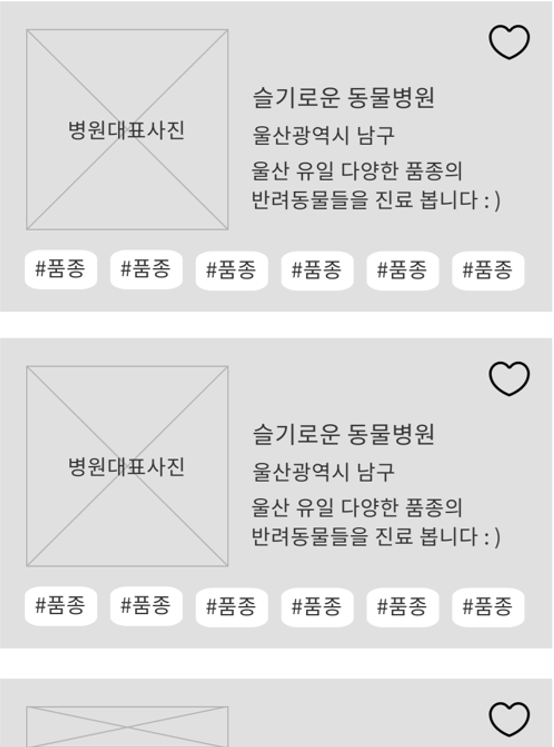 병원대표사진
슬기로운 동물병원
울산광역시 남구
울산 유일 다양한 품종의
반려동물들을 진료 봅니다 : )
#품종 #품종 #품종 #품종 #품종 #품종
병원대표사진
슬기로운 동물병원
울산광역시 남구
울산 유일 다양한 품종의
반려동물들을 진료 봅니다 : )
#품종 #품종 #품종 #품종 #품종 #품종